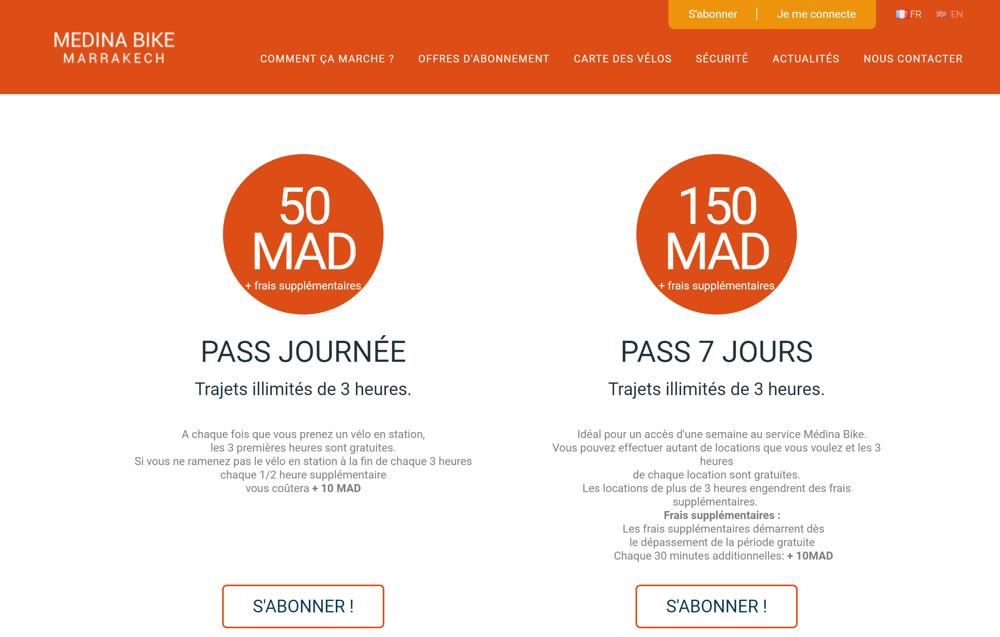 S'abonner
Je me connecte
FR
EN
MEDINA BIKE
MARRAKECH
COMMENT ÇA MARCHE ?
OFFRES D'ABONNEMENT
CARTE DES VÉLOS
SÉCURITÉ
ACTUALITÉS
NOUS CONTACTER
50
MAD
+ frais supplémentaires
PASS JOURNÉE
Trajets illimités de 3 heures.
A chaque fois que vous prenez un vélo en station,
les 3 premières heures sont gratuites.
Si vous ne ramenez pas le vélo en station à la fin de chaque 3 heures
chaque 1/2 heure supplémentaire
vous coûtera + 10 MAD
S'ABONNER !
150
MAD
+ frais supplémentaires
PASS 7 JOURS
Trajets illimités de 3 heures.
Idéal pour un accès d'une semaine au service Médina Bike.
Vous pouvez effectuer autant de locations que vous voulez et les 3
heures
de chaque location sont gratuites.
Les locations de plus de 3 heures engendrent des frais
supplémentaires.
Frais supplémentaires :
Les frais supplémentaires démarrent dès
le dépassement de la période gratuite
Chaque 30 minutes additionnelles: + 10MAD
S'ABONNER !